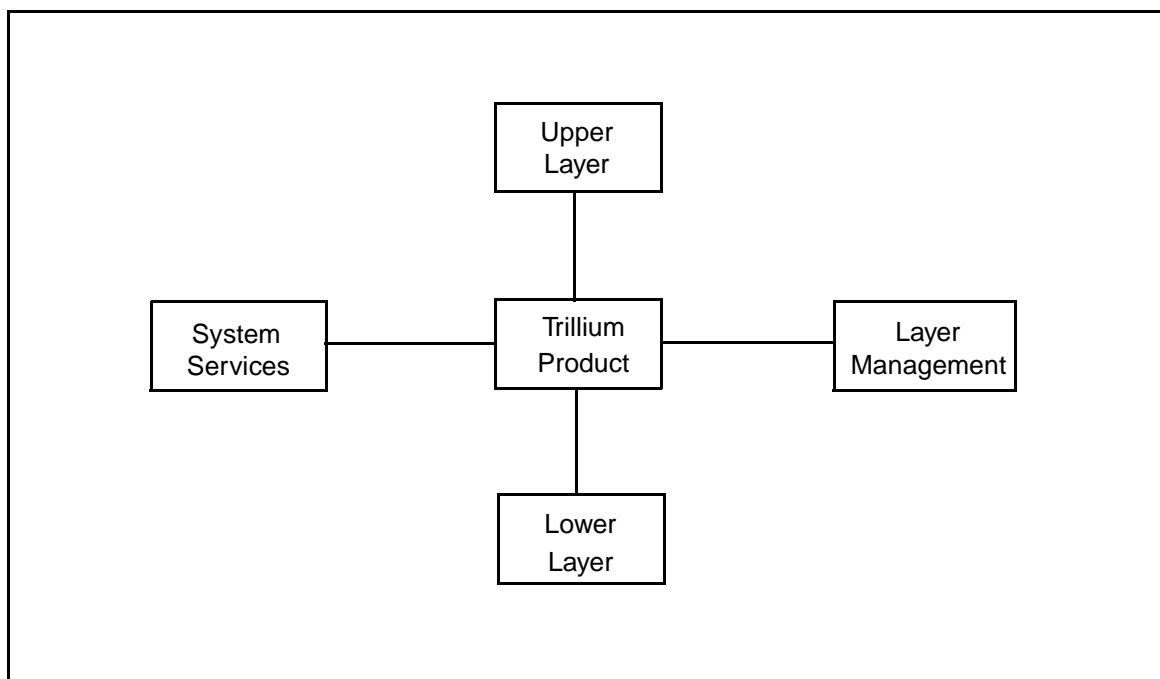 Upper
Layer
System
Services
Trillium
Product
Layer
Management
Lower
Layer